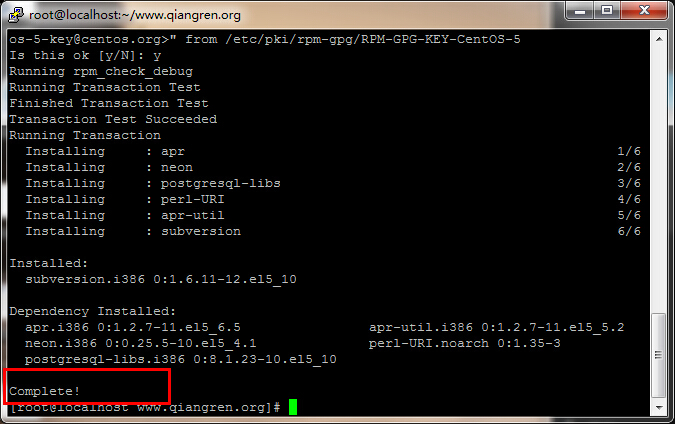 root@localhost:~/www.qiangren.org
os-5-key@centos.org>" from /etc/pki/rpm-gpg/RPM-GPG-KEY-CentOS-5
Is this ok [y/N]: y
Running rpm_check_debug
Running Transaction Test
Finished Transaction Test
Transaction Test Succeeded
Running Transaction
  Installing     : apr                                                      1/6
  Installing     : neon                                                     2/6
  Installing     : postgresql-libs                                          3/6
  Installing     : perl-URI                                                 4/6
  Installing     : apr-util                                                 5/6
  Installing     : subversion                                               6/6
Installed:
  subversion.i386 0:1.6.11-12.el5_10
Dependency Installed:
  apr.i386 0:1.2.7-11.el5_6.5                apr-util.i386 0:1.2.7-11.el5_5.2
  neon.i386 0:0.25.5-10.el5_4.1              perl-URI.noarch 0:1.35-3
  postgresql-libs.i386 0:8.1.23-10.el5_10
Complete!
[root@localhost www.qiangren.org]#